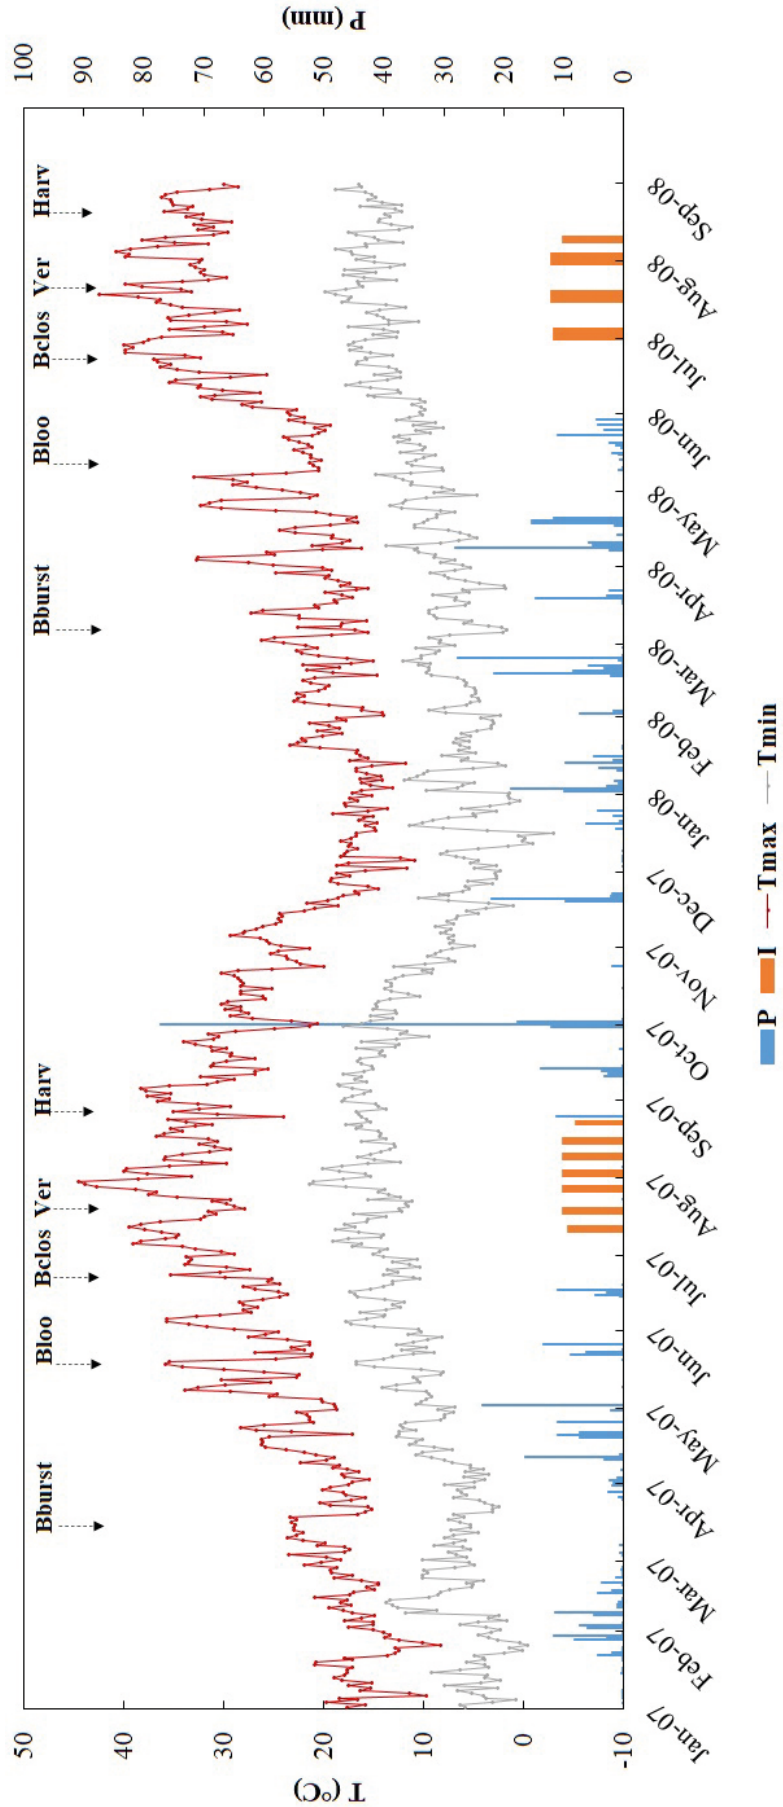 P (mm)
100
90
80
70
60
50
40
30
20
10
0
Bburst
Bloo
Bclos
Ver
Harv
Bburst
Bloo
Bclos
Ver
Harv
50
40
30
20
10
0
-10
T (°C)
Jan-07
Feb-07
Mar-07
Apr-07
May-07
Jun-07
Jul-07
Aug-07
Sep-07
Oct-07
Nov-07
Dec-07
Jan-08
Feb-08
Mar-08
Apr-08
May-08
Jun-08
Jul-08
Aug-08
Sep-08
P I Tmax Tmin